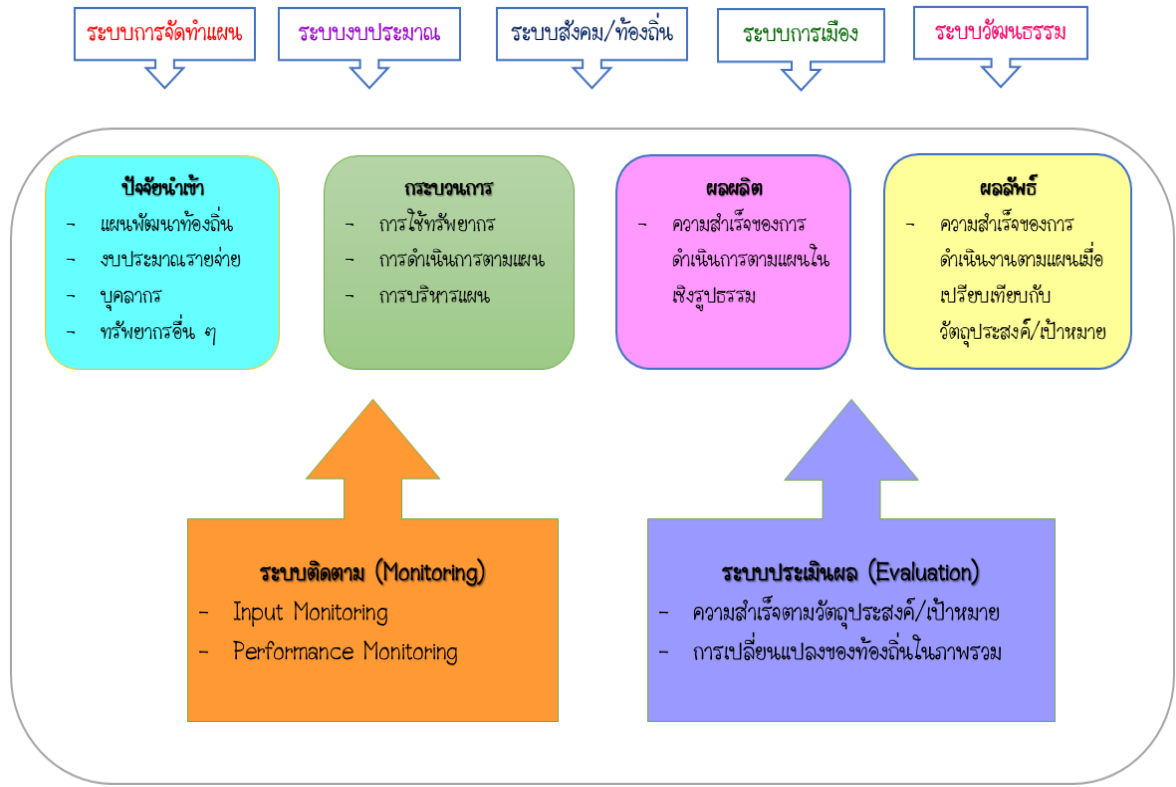 ระบบการจัดทำแผน
ระบบงบประมาณ
ระบบสังคม/ท้องถิ่น
ระบบการเมือง
ระบบวัฒนธรรม
ปัจจัยนำเข้า
- แผนพัฒนาท้องถิ่น
- งบประมาณรายจ่าย
- บุคลากร
- ทรัพยากรอื่น ๆ
กระบวนการ
- การใช้ทรัพยากร
- การดำเนินการตามแผน
- การบริหารแผน
ผลผลิต
- ความสำเร็จของการ
ดำเนินการตามแผนใน
เชิงรูปธรรม
ผลลัพธ์
- ความสำเร็จของการ
ดำเนินงานตามแผนเมื่อ
เปรียบเทียบกับ
วัตถุประสงค์/เป้าหมาย
ระบบติดตาม (Monitoring)
- Input Monitoring
- Performance Monitoring
ระบบประเมินผล (Evaluation)
- ความสำเร็จตามวัตถุประสงค์/เป้าหมาย
- การเปลี่ยนแปลงของท้องถิ่นในภาพรวม